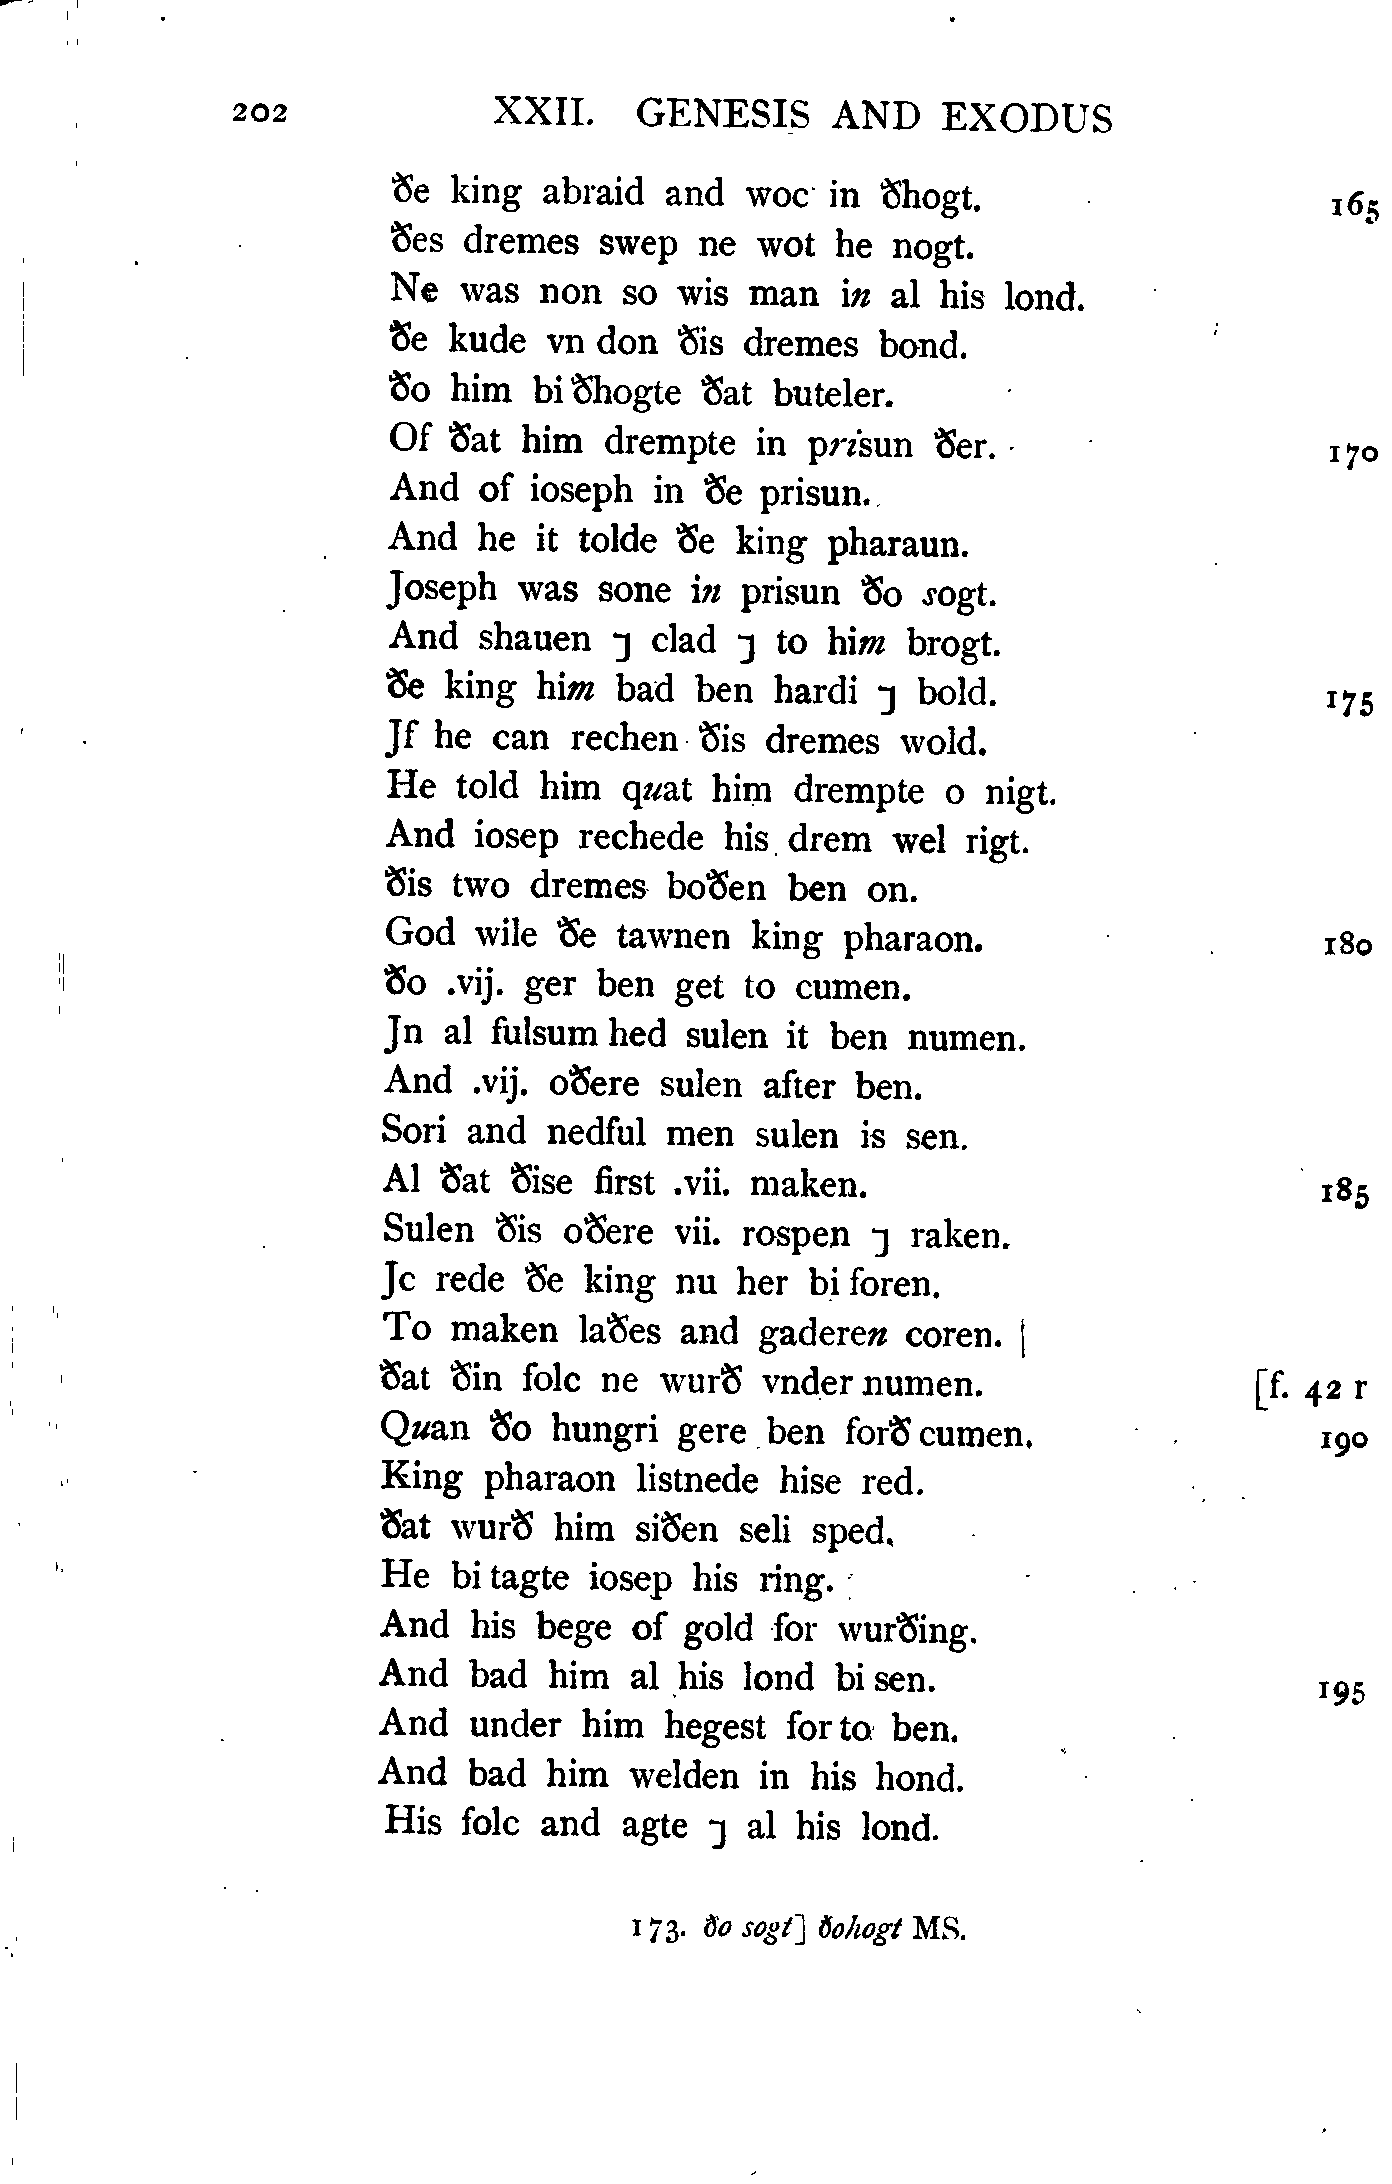 202 XXII. GENESIS AND EXODUS
ðe king abraid and woc in ðhogt. 165
ðes dremes swep ne wot he nogt.
Ne was non so wis man in al his lond.
ðe kude vn don ðis dremes bond.
ðo him bi ðhogte ðat buteler.
Of ðat him drempte in prisun ðer. 170
And of ioseph in ðe prisun.
And he it tolde ðe king pharaun.
Joseph was sone in prisun ðo sogt.
And shauen ⁊ clad ⁊ to him brogt.
ðe king him bad ben hardi ⁊ bold. 175
Jf he can rechen ðis dremes wold.
He told him quat him drempte o nigt.
And iosep rechede his drem wel rigt.
ðis two dremes boðen ben on.
God wile ðe tawnen king pharaon. 180
ðo .vij. ger ben get to cumen.
Jn al fulsum hed sulen it ben numen.
And .vij. oðere sulen after ben.
Sori and nedful men sulen is sen.
Al ðat ðise first .vii. maken. 185
Sulen ðis oðere vii. rospen ⁊ raken.
Jc rede ðe king nu her bi foren.
To maken laðes and gaderen coren. |
ðat ðin folc ne wurð vnder numen. [f. 42 r
Quan ðo hungri gere ben forð cumen. 190
King pharaon listnede hise red.
ðat wurð him siðen seli sped.
He bi tagte iosep his ring.
And his bege of gold for wurðing.
And bad him al his lond bi sen. 195
And under him hegest for to ben.
And bad him welden in his hond.
His folc and agte ⁊ al his lond.
173. ðo sogt] ðohogt MS.